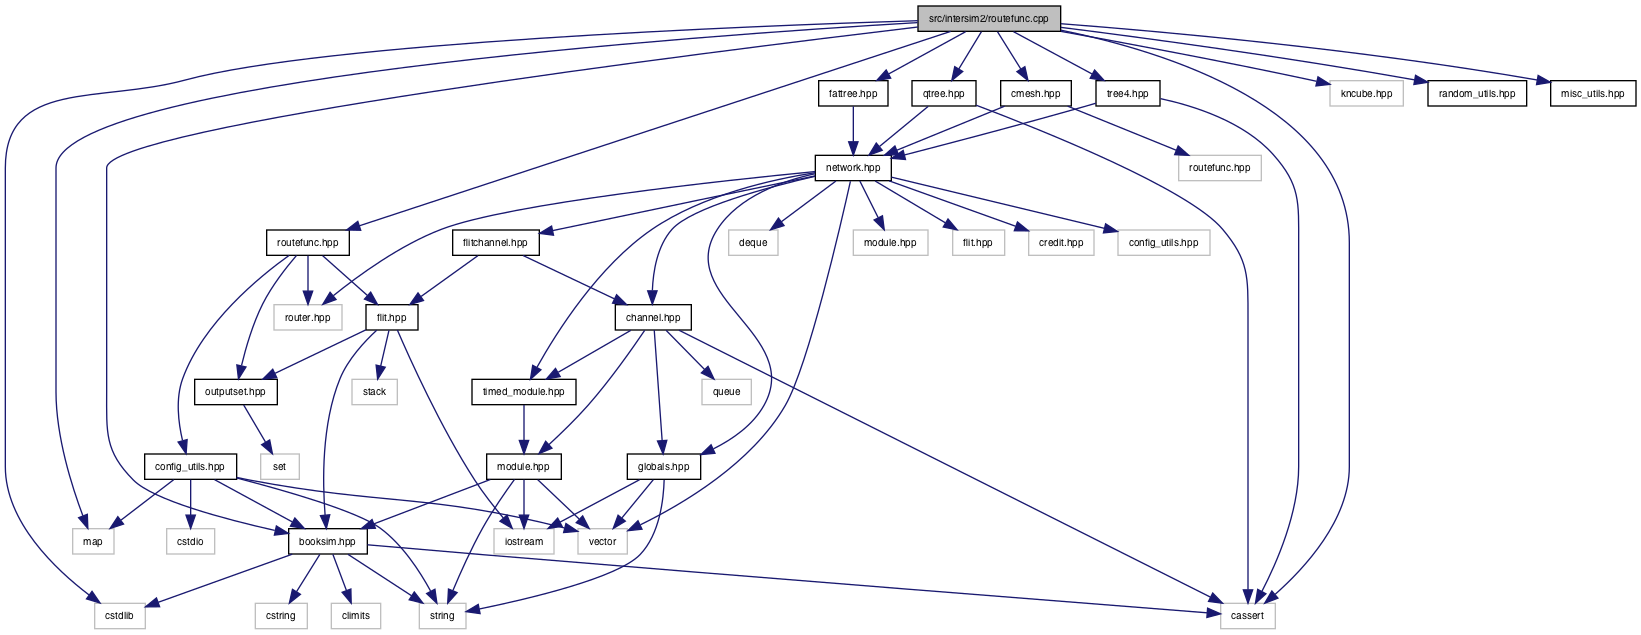 src/intersim2/routefunc.cpp
fattree.hpp
qtree.hpp
cmesh.hpp
tree4.hpp
kncube.hpp
random_utils.hpp
misc_utils.hpp
network.hpp
routefunc.hpp
routefunc.hpp
flitchannel.hpp
deque
module.hpp
flit.hpp
credit.hpp
config_utils.hpp
router.hpp
flit.hpp
channel.hpp
outputset.hpp
stack
timed_module.hpp
queue
config_utils.hpp
set
module.hpp
globals.hpp
map
cstdio
booksim.hpp
iostream
vector
cstdlib
cstring
climits
string
cassert